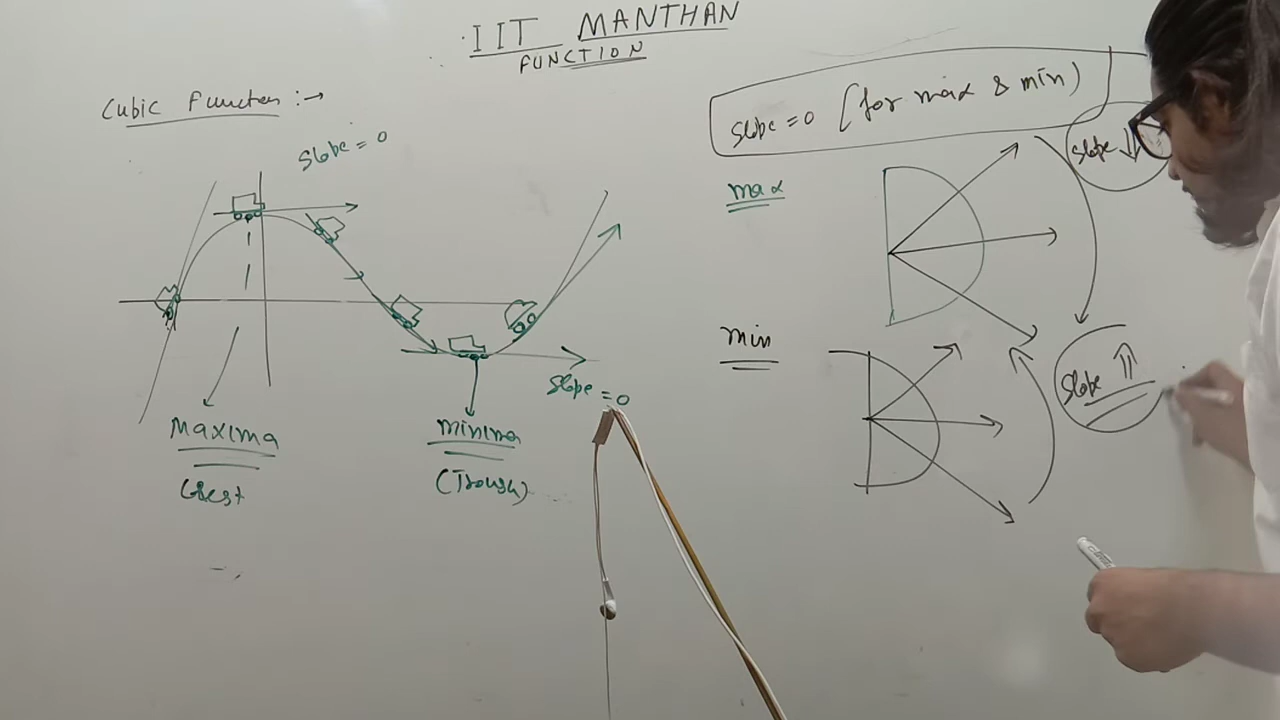 IIT MANTHAN
FUNCTION
Cubic Function :→
slope = 0
slope = 0 [for max & min)
slope ⇓
max
min
slope ⇑
slope = 0
Maxima
minima
Crest
(Trough)